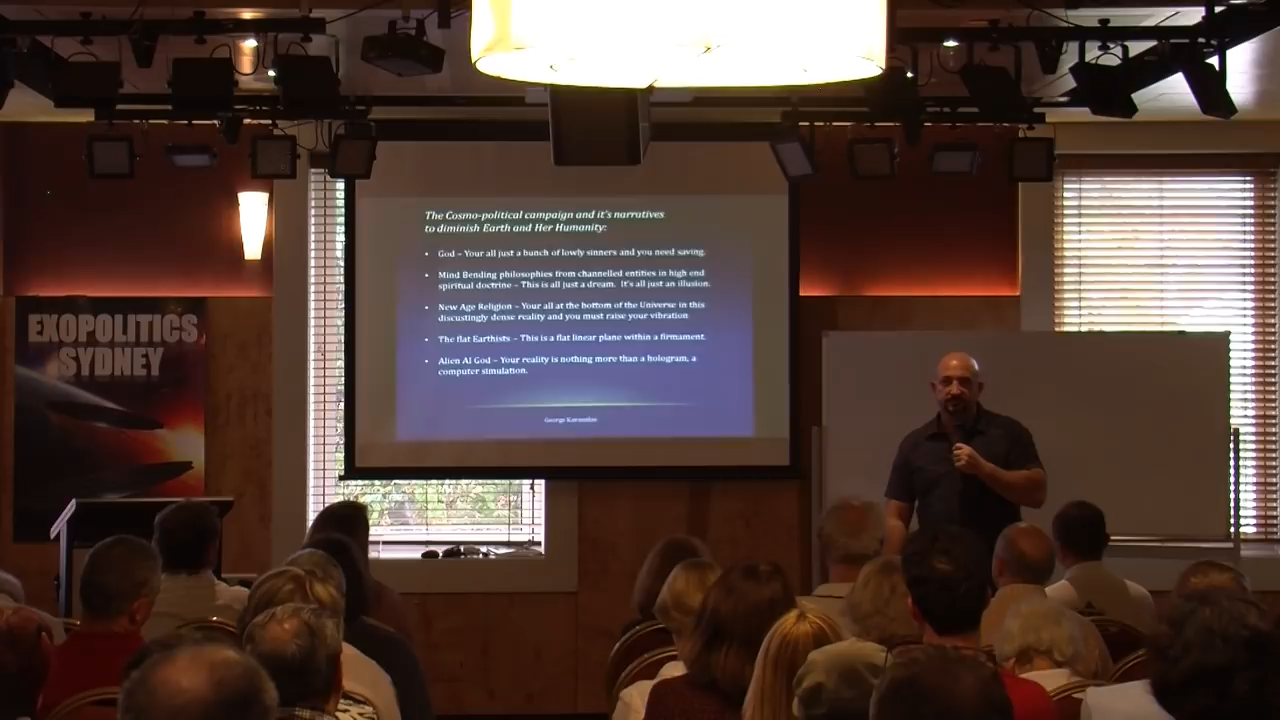 EXOPOLITICS
SYDNEY
The Cosmo-political campaign and it's narratives
to diminish Earth and Her Humanity:
• God – Your all just a bunch of lowly sinners and you need saving.
• Mind Bending philosophies from channelled entities in high end
spiritual doctrine – This is all just a dream. It's all just an illusion.
• New Age Religion – Your all at the bottom of the Universe in this
discustingly dense reality and you must raise your vibration
• The flat Earthists – This is a flat linear plane within a firmament.
• Alien AI God – Your reality is nothing more than a hologram, a
computer simulation.
George